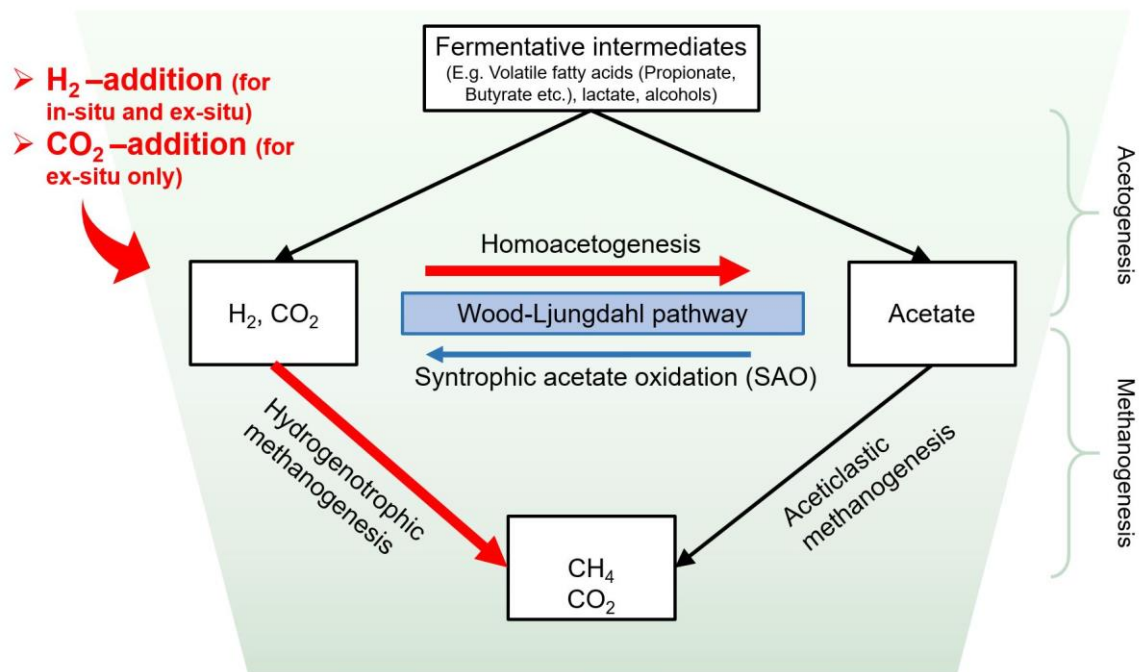 Fermentative intermediates
(E.g. Volatile fatty acids (Propionate,
Butyrate etc.), lactate, alcohols)
➢ H₂ –addition (for
in-situ and ex-situ)
➢ CO₂ –addition (for
ex-situ only)
Acetogenesis
Homoacetogenesis
H₂, CO₂
Wood-Ljungdahl pathway
Acetate
Syntrophic acetate oxidation (SAO)
Hydrogenotrophic
methanogenesis
Aceticlastic
methanogenesis
Methanogenesis
CH₄
CO₂